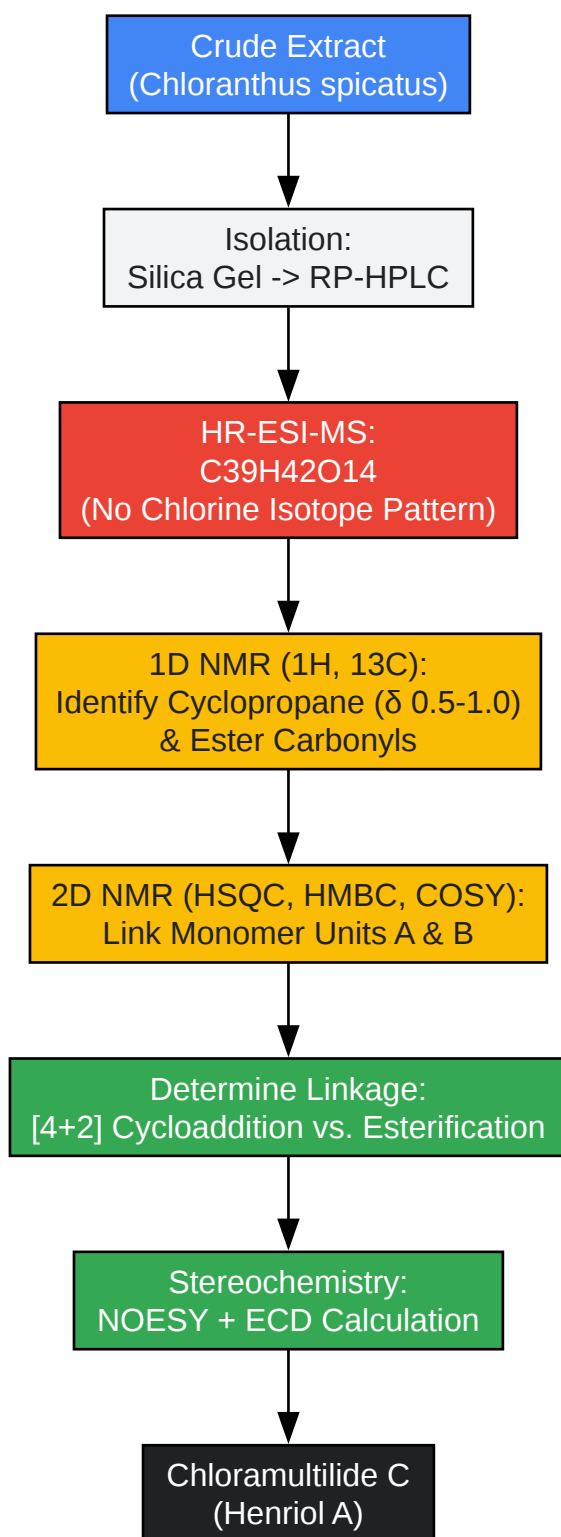 Crude Extract
(Chloranthus spicatus)
Isolation:
Silica Gel -> RP-HPLC
HR-ESI-MS:
C39H42O14
(No Chlorine Isotope Pattern)
1D NMR (1H, 13C):
Identify Cyclopropane (δ 0.5-1.0)
& Ester Carbonyls
2D NMR (HSQC, HMBC, COSY):
Link Monomer Units A & B
Determine Linkage:
[4+2] Cycloaddition vs. Esterification
Stereochemistry:
NOESY + ECD Calculation
Chloramultilide C
(Henriol A)